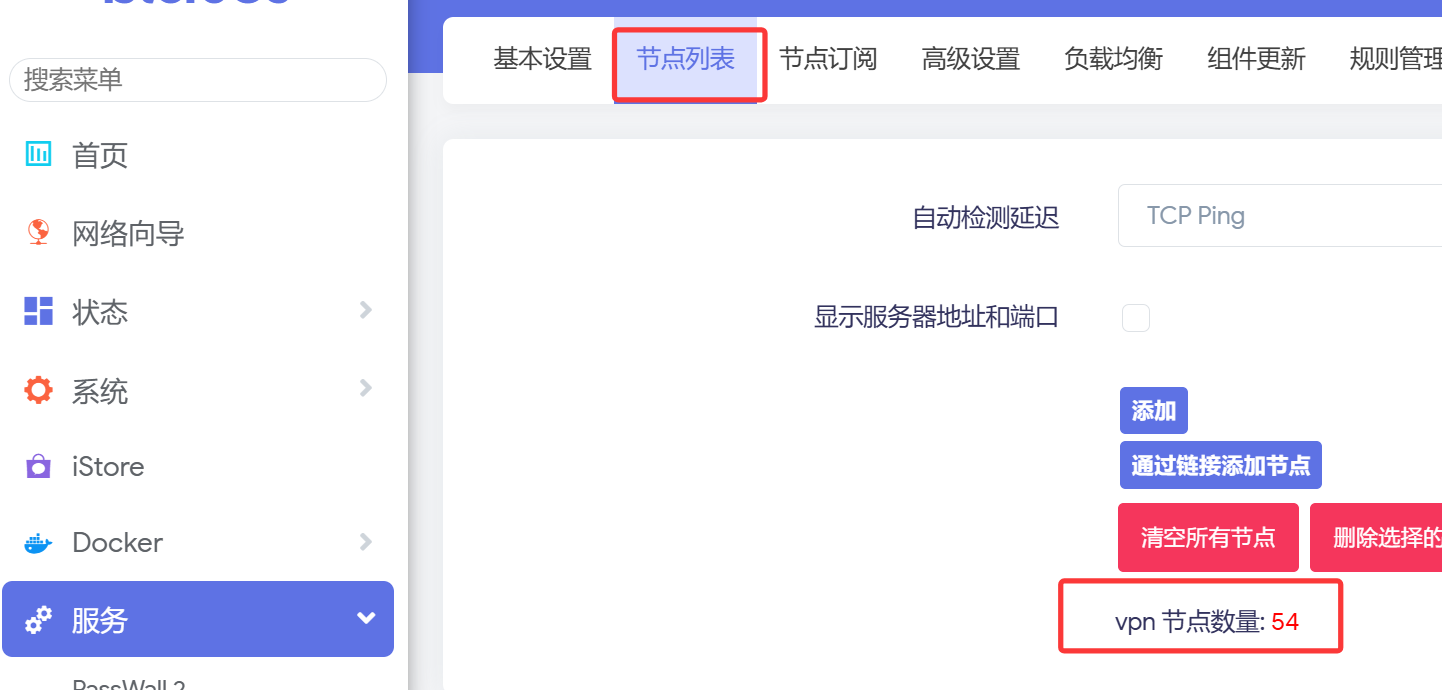 搜索菜单
首页
网络向导
状态
系统
iStore
Docker
服务
PassWall 2
基本设置 节点列表 节点订阅 高级设置 负载均衡 组件更新 规则管理
自动检测延迟 TCP Ping
显示服务器地址和端口
添加
通过链接添加节点
清空所有节点 删除选择的
vpn 节点数量: 54